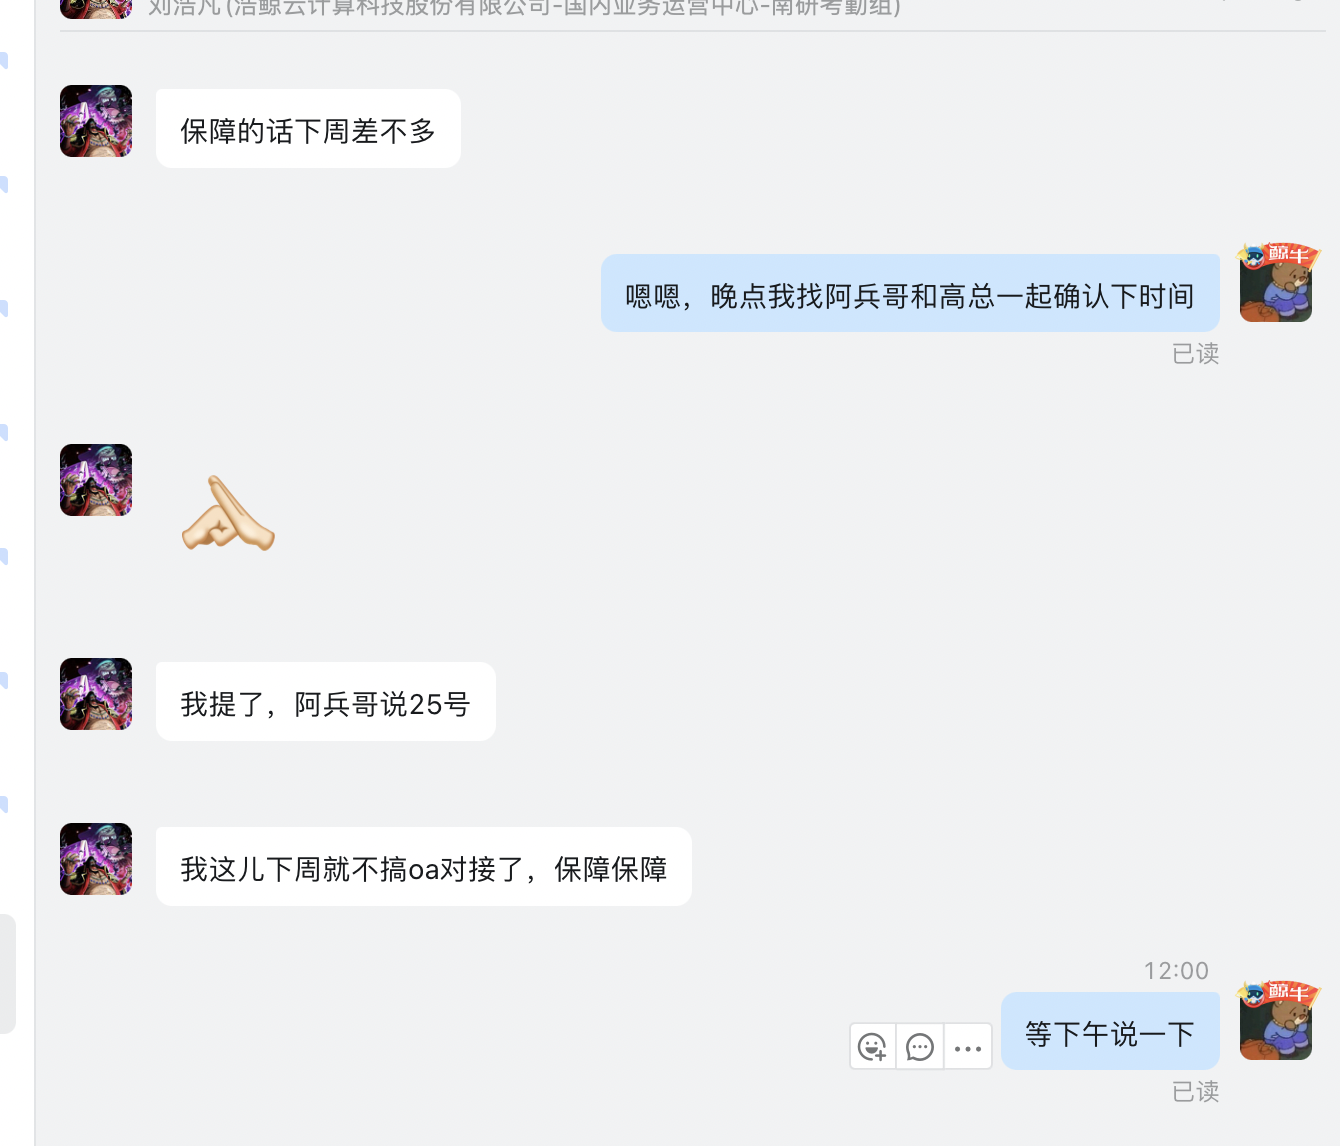 刘浩凡(浩鲸云计算科技股份有限公司-国内业务运营中心-南研考勤组)
保障的话下周差不多
鲸牛
嗯嗯，晚点我找阿兵哥和高总一起确认下时间
已读
我提了，阿兵哥说25号
我这儿下周就不搞oa对接了，保障保障
12:00
鲸牛
等下午说一下
已读